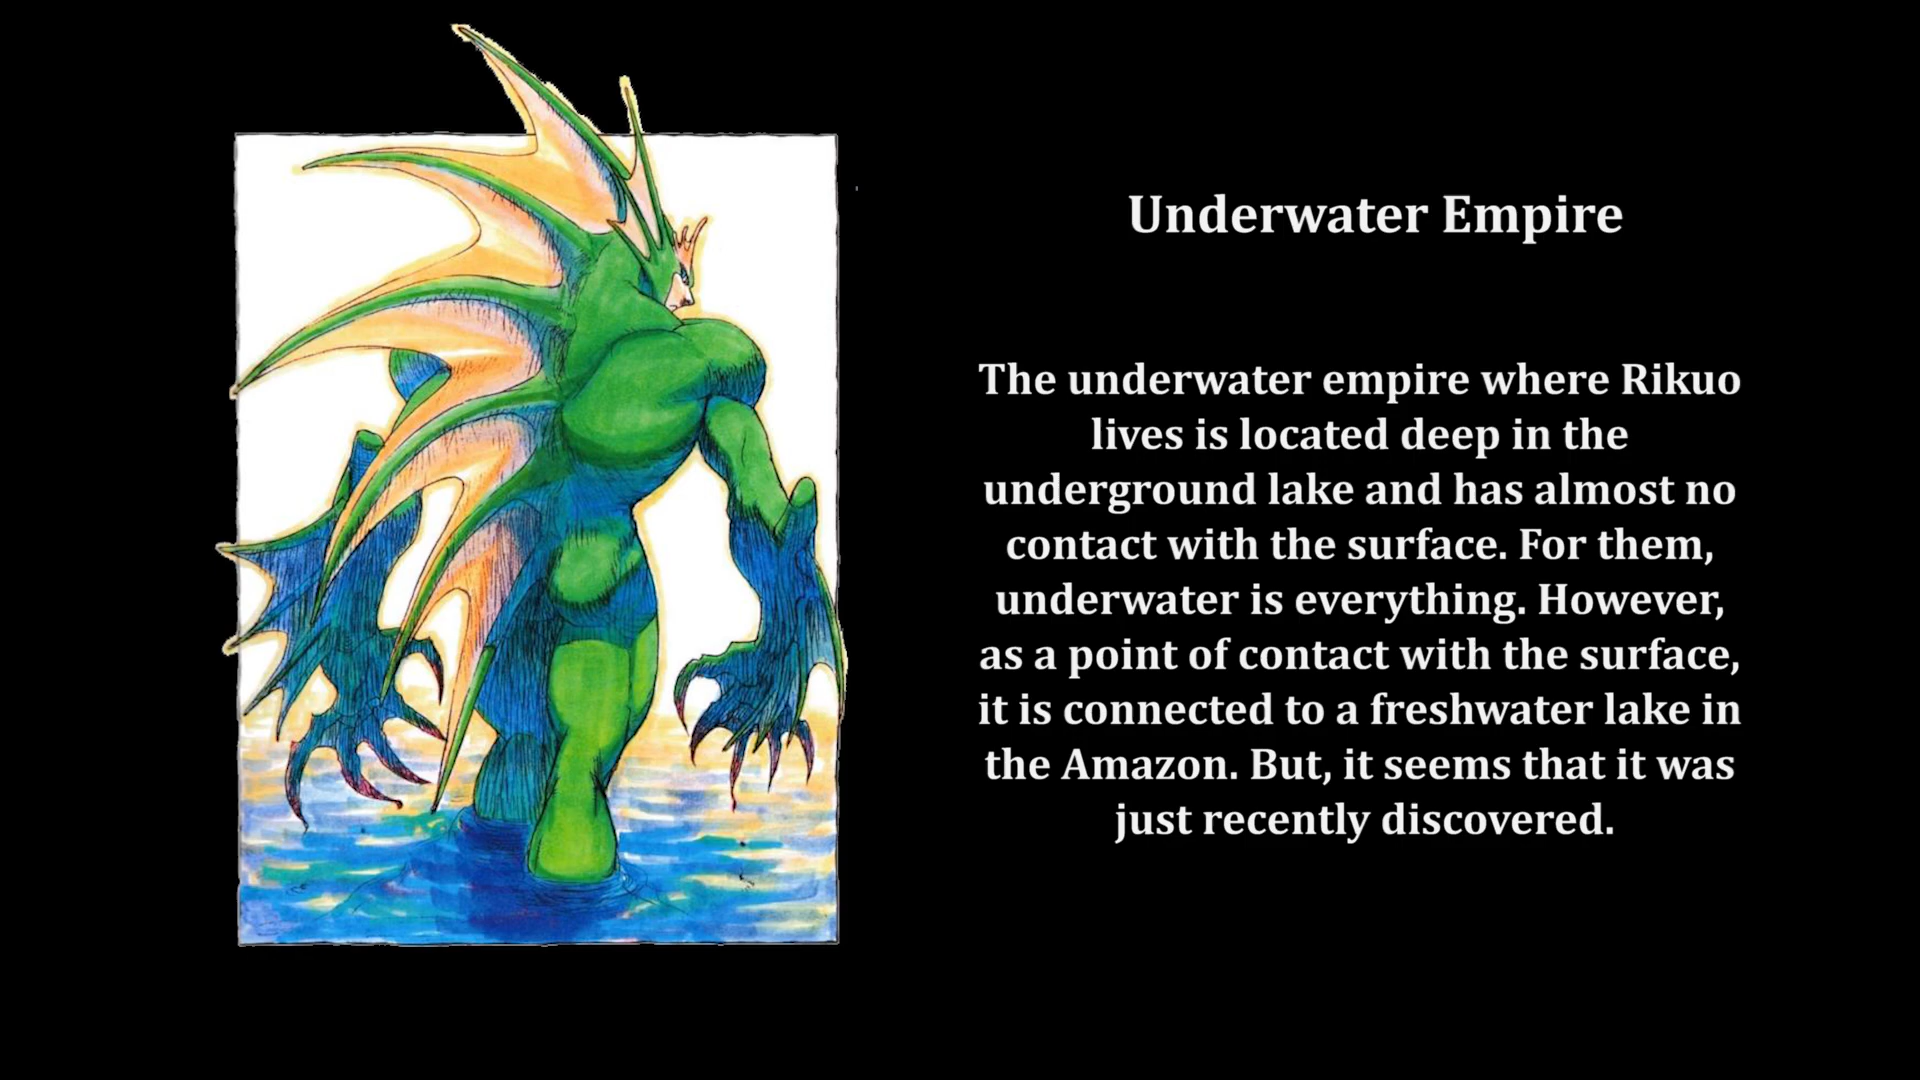 Underwater Empire
The underwater empire where Rikuo
lives is located deep in the
underground lake and has almost no
contact with the surface. For them,
underwater is everything. However,
as a point of contact with the surface,
it is connected to a freshwater lake in
the Amazon. But, it seems that it was
just recently discovered.